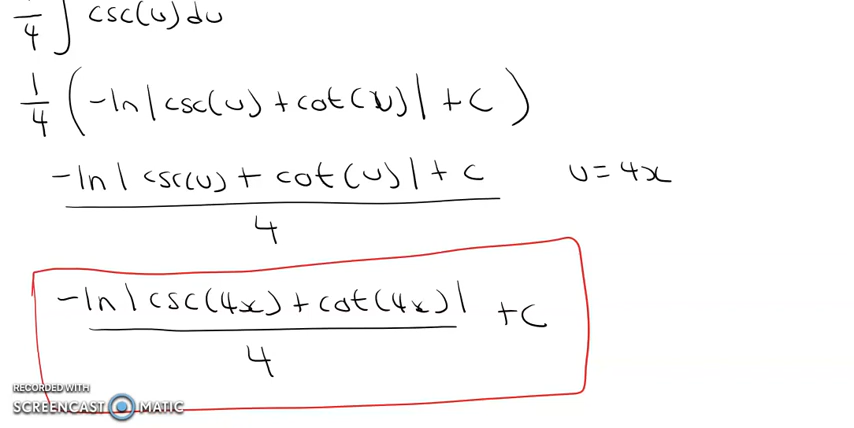 1/4 ∫ csc(u) du
1/4 (-ln|csc(u) + cot(u)| + c)
-ln|csc(u) + cot(u)| + c / 4 u = 4x
-ln|csc(4x) + cot(4x)| / 4 + c
RECORDED WITH
SCREENCAST MATIC